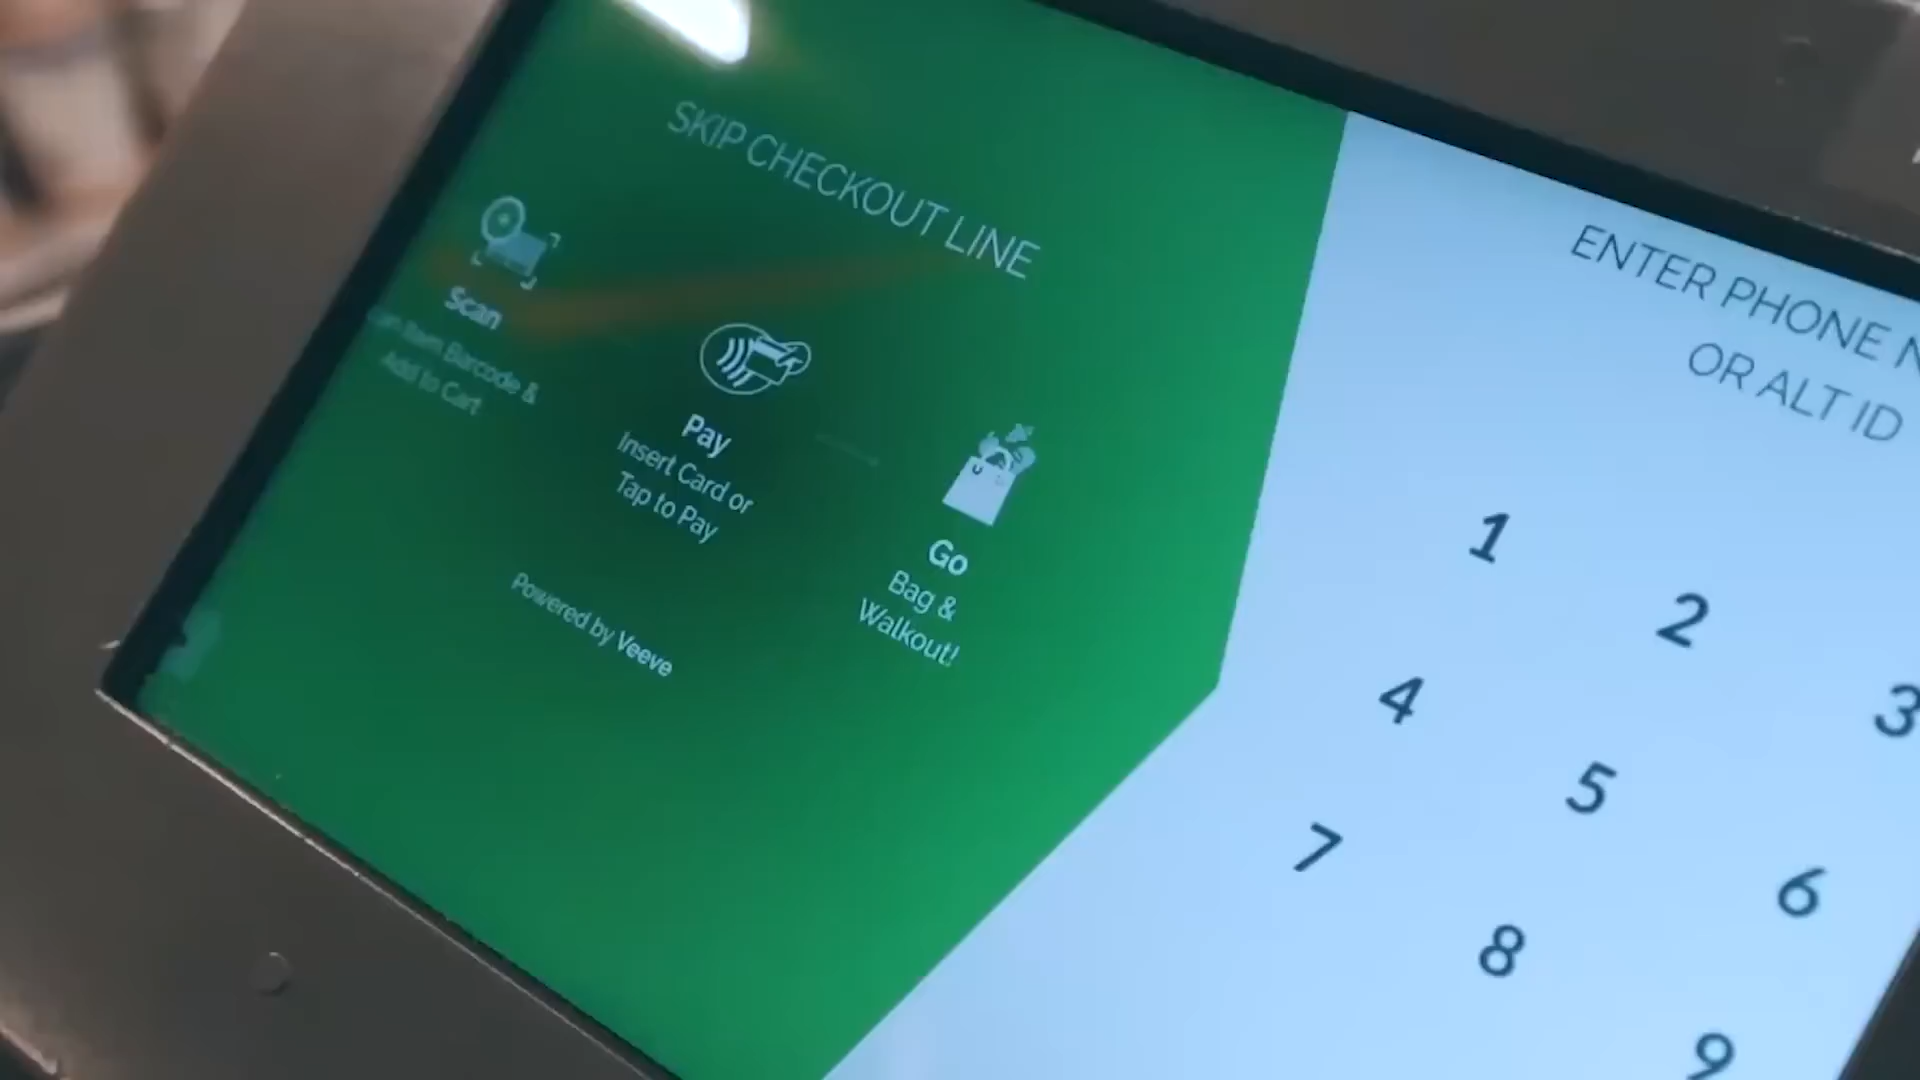 SKIP CHECKOUT LINE
Scan
Item Barcode &
Add to Cart
Pay
Insert Card or
Tap to Pay
Go
Bag &
Walkout!
Powered by Veeve
ENTER PHONE
OR ALT ID
1
2
3
4
5
6
7
8
9